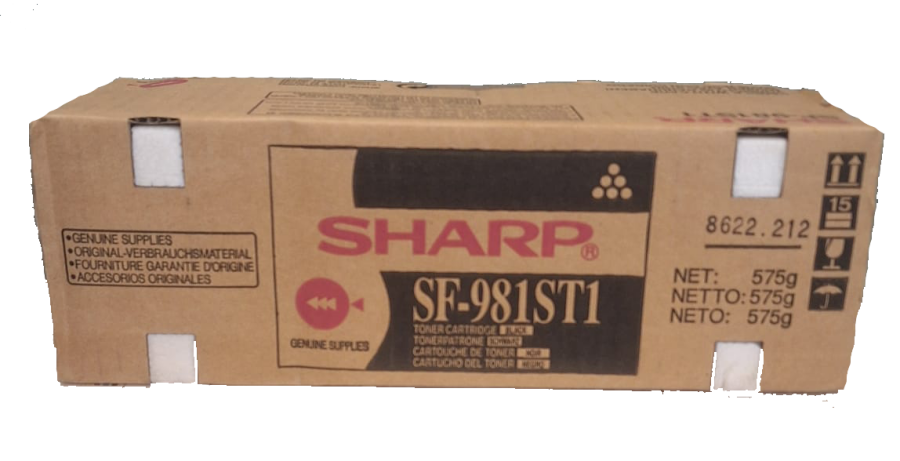 • GENUINE SUPPLIES
• ORIGINAL-VERBRAUCHSMATERIAL
• FOURNITURE GARANTIE D'ORIGINE
• ACCESORIOS ORIGINALES
SHARP®
GENUINE SUPPLIES
SF-981ST1
TONER CARTRIDGE BLACK
TONERPATRONE SCHWARZ
CARTOUCHE DE TONER NOIR
CARTUCHO DEL TONER NEGRO
15
8622.212
NET: 575g
NETTO: 575g
NETO: 575g